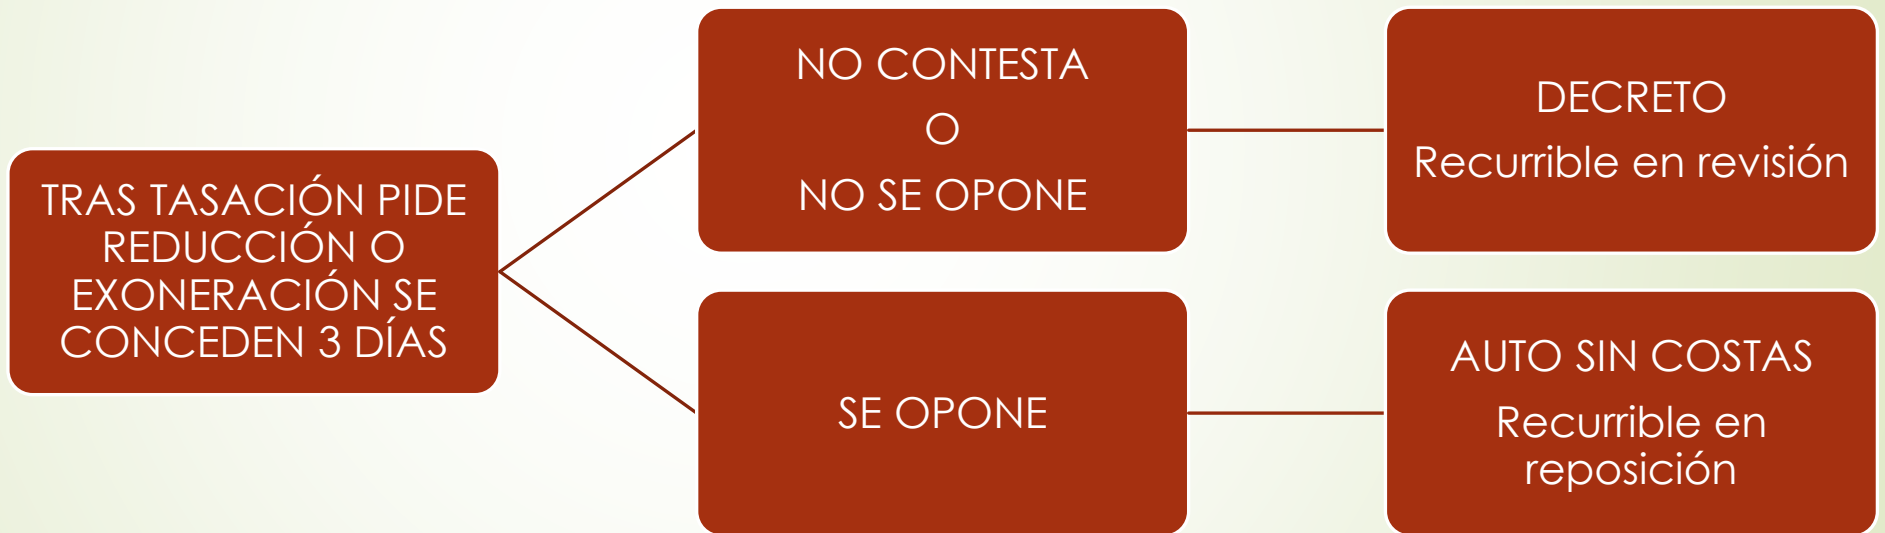 TRAS TASACIÓN PIDE
REDUCCIÓN O
EXONERACIÓN SE
CONCEDEN 3 DÍAS
NO CONTESTA
O
NO SE OPONE
DECRETO
Recurrible en revisión
SE OPONE
AUTO SIN COSTAS
Recurrible en
reposición